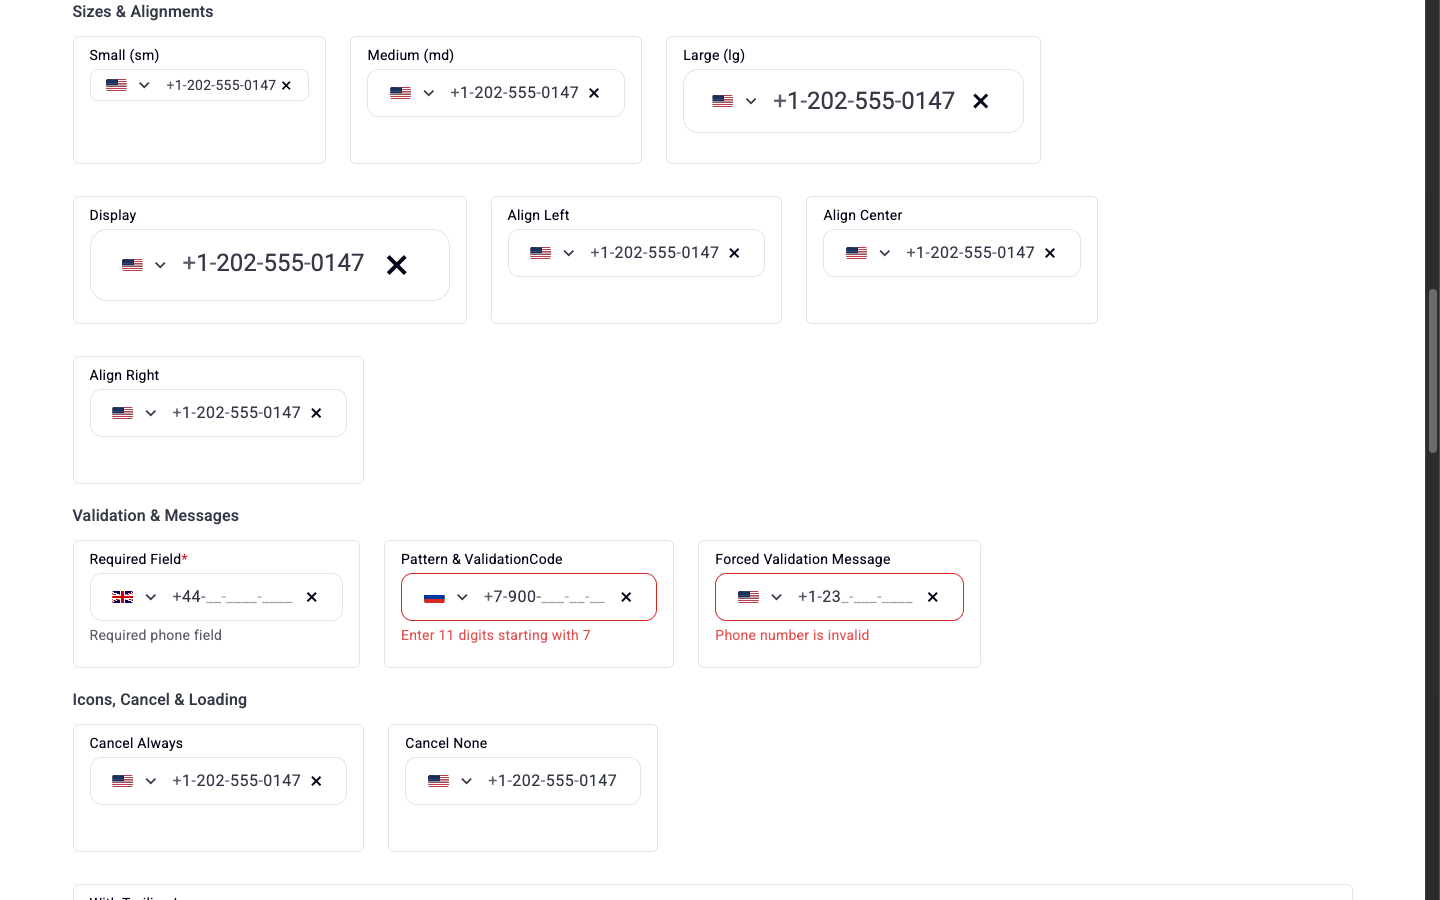 Sizes & Alignments
Small (sm)
+1-202-555-0147
Medium (md)
+1-202-555-0147
Large (lg)
+1-202-555-0147
Display
+1-202-555-0147
Align Left
+1-202-555-0147
Align Center
+1-202-555-0147
Align Right
+1-202-555-0147
Validation & Messages
Required Field*
+44-__-____-____
Required phone field
Pattern & ValidationCode
+7-900-___-__-__
Enter 11 digits starting with 7
Forced Validation Message
+1-23_-___-____
Phone number is invalid
Icons, Cancel & Loading
Cancel Always
+1-202-555-0147
Cancel None
+1-202-555-0147